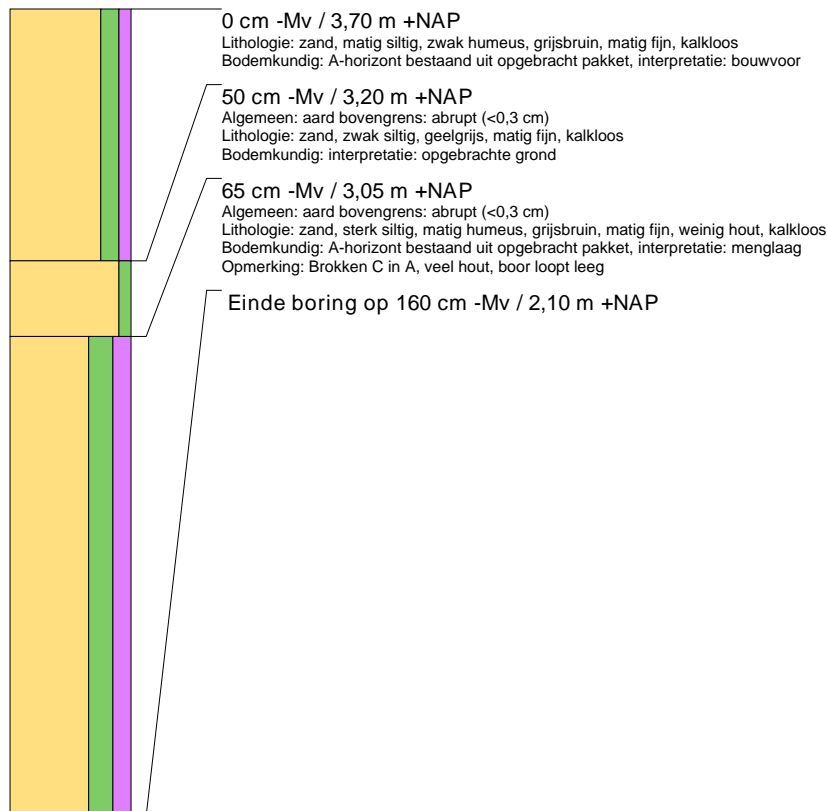 0 cm -Mv / 3,70 m +NAP
Lithologie: zand, matig siltig, zwak humeus, grijsbruin, matig fijn, kalkloos
Bodemkundig: A-horizont bestaand uit opgebracht pakket, interpretatie: bouwvoor
50 cm -Mv / 3,20 m +NAP
Algemeen: aard bovengrens: abrupt (<0,3 cm)
Lithologie: zand, zwak siltig, geelgrijs, matig fijn, kalkloos
Bodemkundig: interpretatie: opgebrachte grond
65 cm -Mv / 3,05 m +NAP
Algemeen: aard bovengrens: abrupt (<0,3 cm)
Lithologie: zand, sterk siltig, matig humeus, grijsbruin, matig fijn, weinig hout, kalkloos
Bodemkundig: A-horizont bestaand uit opgebracht pakket, interpretatie: menglaag
Opmerking: Brokken C in A, veel hout, boor loopt leeg
Einde boring op 160 cm -Mv / 2,10 m +NAP